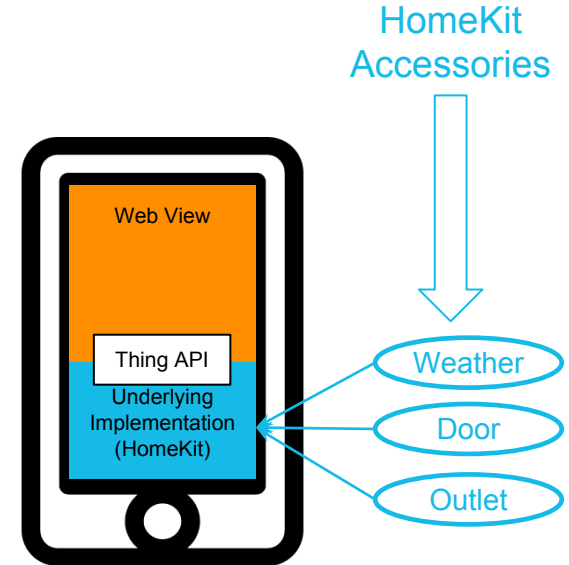 HomeKit
Accessories
Web View
Thing API
Underlying
Implementation
(HomeKit)
Weather
Door
Outlet